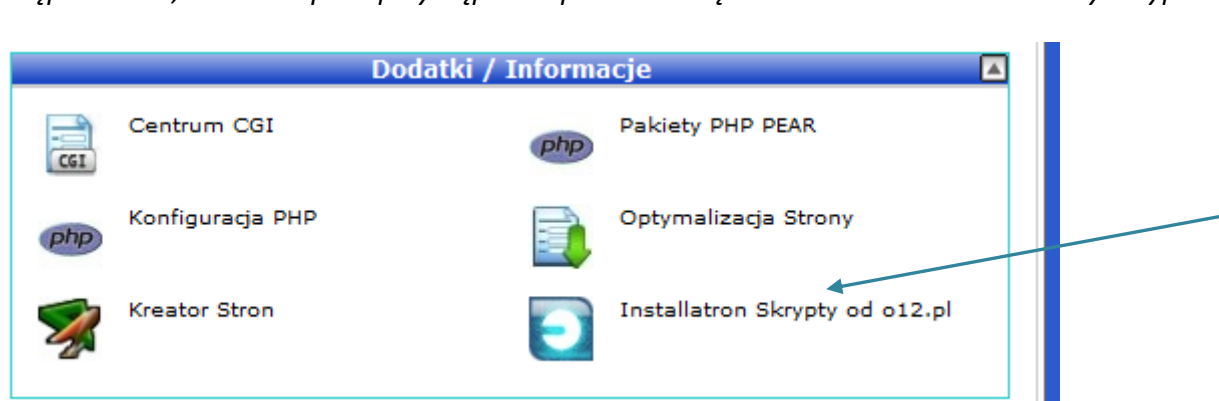 Dodatki / Informacje
Centrum CGI
Pakiety PHP PEAR
CGI
php
Konfiguracja PHP
Optymalizacja Strony
php
Kreator Stron
Installatron Skrypty od o12.pl